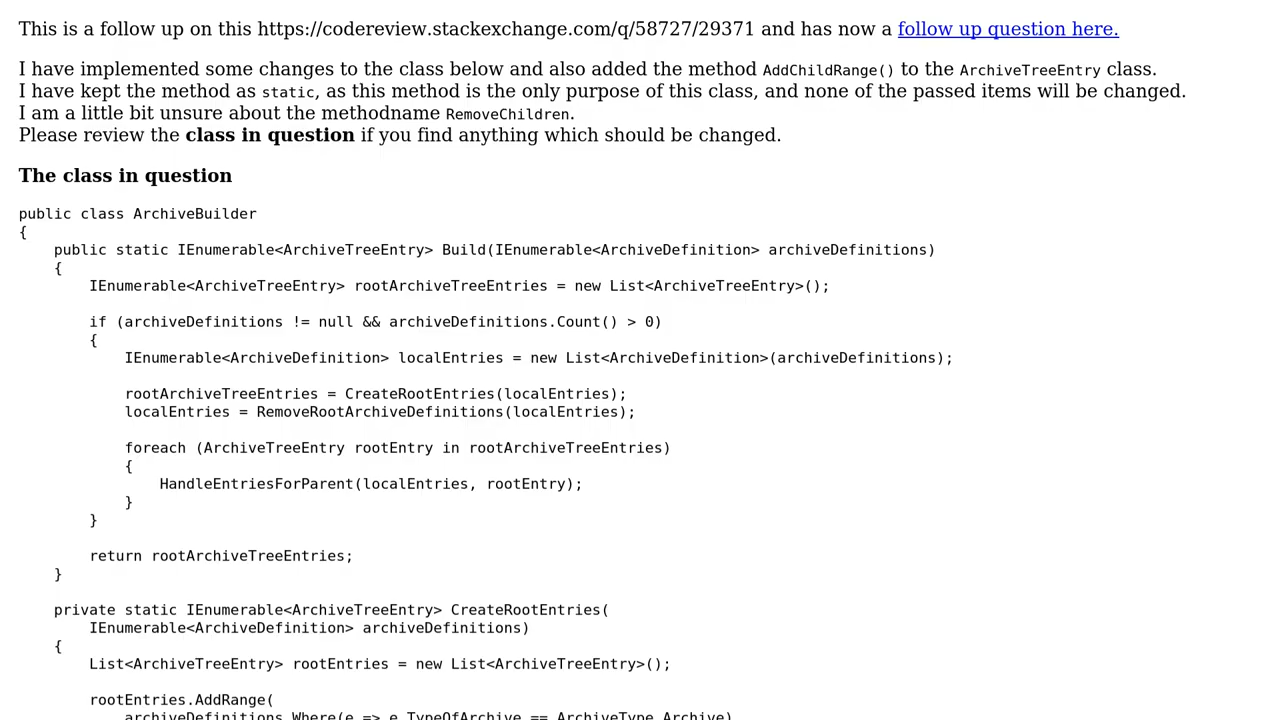 This is a follow up on this https://codereview.stackexchange.com/q/58727/29371 and has now a follow up question here.
I have implemented some changes to the class below and also added the method AddChildRange() to the ArchiveTreeEntry class.
I have kept the method as static, as this method is the only purpose of this class, and none of the passed items will be changed.
I am a little bit unsure about the methodname RemoveChildren.
Please review the class in question if you find anything which should be changed.
The class in question
public class ArchiveBuilder
{
    public static IEnumerable<ArchiveTreeEntry> Build(IEnumerable<ArchiveDefinition> archiveDefinitions)
    {
        IEnumerable<ArchiveTreeEntry> rootArchiveTreeEntries = new List<ArchiveTreeEntry>();
        if (archiveDefinitions != null && archiveDefinitions.Count() > 0)
        {
            IEnumerable<ArchiveDefinition> localEntries = new List<ArchiveDefinition>(archiveDefinitions);
            rootArchiveTreeEntries = CreateRootEntries(localEntries);
            localEntries = RemoveRootArchiveDefinitions(localEntries);
            foreach (ArchiveTreeEntry rootEntry in rootArchiveTreeEntries)
            {
                HandleEntriesForParent(localEntries, rootEntry);
            }
        }
        return rootArchiveTreeEntries;
    }
    private static IEnumerable<ArchiveTreeEntry> CreateRootEntries(
        IEnumerable<ArchiveDefinition> archiveDefinitions)
    {
        List<ArchiveTreeEntry> rootEntries = new List<ArchiveTreeEntry>();
        rootEntries.AddRange(
            archiveDefinitions.Where(e => e.TypeOfArchive == ArchiveType.Archive)